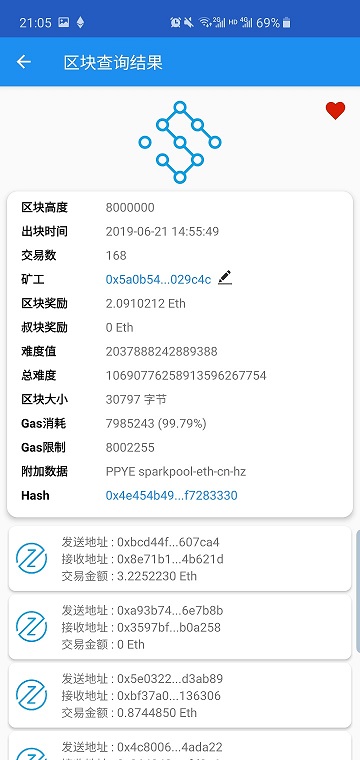 21:05 2G HD 4G 69%
区块查询结果
区块高度 8000000
出块时间 2019-06-21 14:55:49
交易数 168
矿工 0x5a0b54...029c4c
区块奖励 2.0910212 Eth
叔块奖励 0 Eth
难度值 2037888242889388
总难度 10690776258913596267754
区块大小 30797 字节
Gas消耗 7985243 (99.79%)
Gas限制 8002255
附加数据 PPYE sparkpool-eth-cn-hz
Hash 0x4e454b49...f7283330
发送地址 : 0xbcd44f...607ca4
接收地址 : 0x8e71b1...4b621d
交易金额 : 3.2252230 Eth
发送地址 : 0xa93b74...6e7b8b
接收地址 : 0x3597bf...b0a258
交易金额 : 0 Eth
发送地址 : 0x5e0322...d3ab89
接收地址 : 0xbf37a0...136306
交易金额 : 0.8744850 Eth
发送地址 : 0x4c8006...4ada22